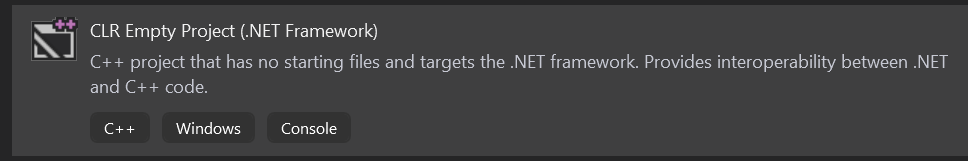 ++
CLR Empty Project (.NET Framework)
C++ project that has no starting files and targets the .NET framework. Provides interoperability between .NET
and C++ code.
C++ Windows Console